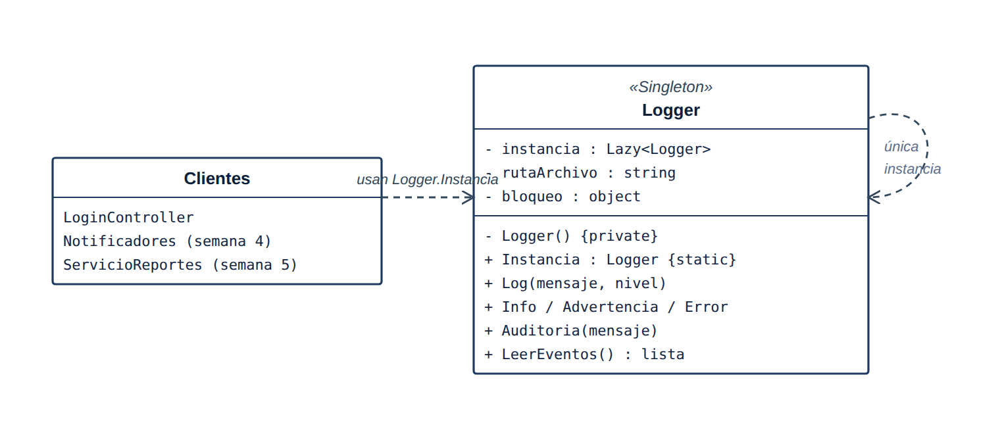 Clientes
LoginController
Notificadores (semana 4)
ServicioReportes (semana 5)
usan Logger.Instancia
«Singleton»
Logger
- instancia : Lazy<Logger>
- rutaArchivo : string
- bloqueo : object
- Logger() {private}
+ Instancia : Logger {static}
+ Log(mensaje, nivel)
+ Info / Advertencia / Error
+ Auditoria(mensaje)
+ LeerEventos() : lista
única
instancia